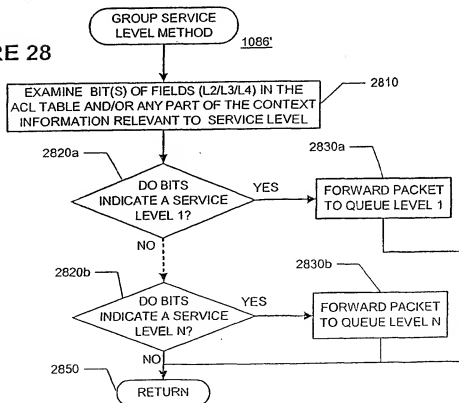 GROUP SERVICE
LEVEL METHOD
RE 28
1086'
EXAMINE BIT(S) OF FIELDS (L2/L3/L4) IN THE
ACL TABLE AND/OR ANY PART OF THE CONTEXT
INFORMATION RELEVANT TO SERVICE LEVEL
2810
2820a
DO BITS
INDICATE A SERVICE
LEVEL 1?
YES
NO
2830a
FORWARD PACKET
TO QUEUE LEVEL 1
2820b
DO BITS
INDICATE A SERVICE
LEVEL N?
YES
NO
2830b
FORWARD PACKET
TO QUEUE LEVEL N
2850
RETURN